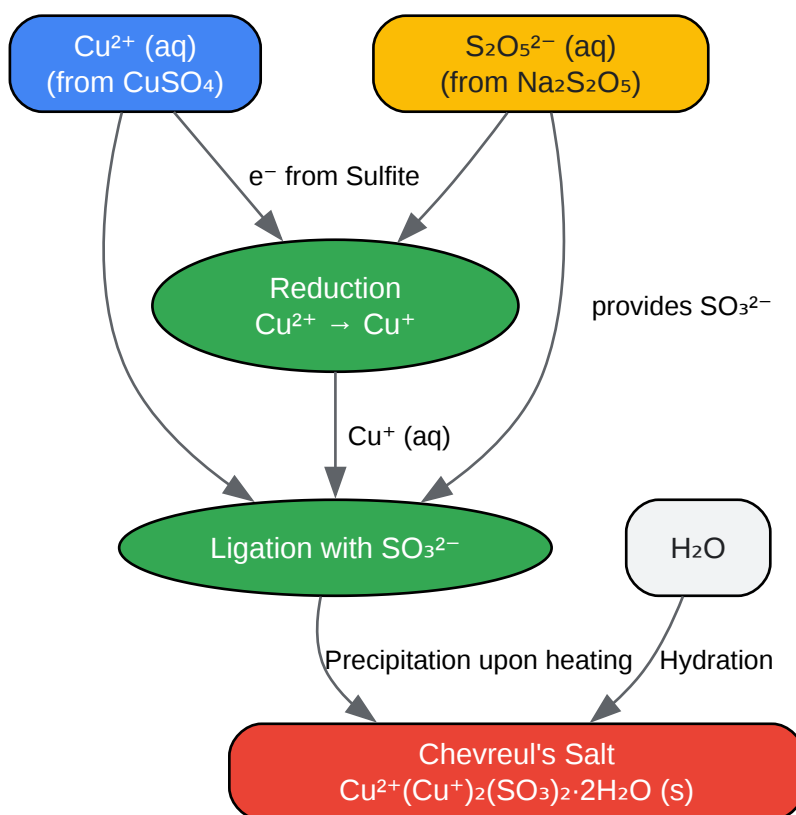 Cu²⁺ (aq)
(from CuSO₄)
S₂O₅²⁻ (aq)
(from Na₂S₂O₅)
e⁻ from Sulfite
Reduction
Cu²⁺ → Cu⁺
provides SO₃²⁻
Cu⁺ (aq)
Ligation with SO₃²⁻
H₂O
Precipitation upon heating
Hydration
Chevreul's Salt
Cu²⁺(Cu⁺)₂(SO₃)₂·2H₂O (s)